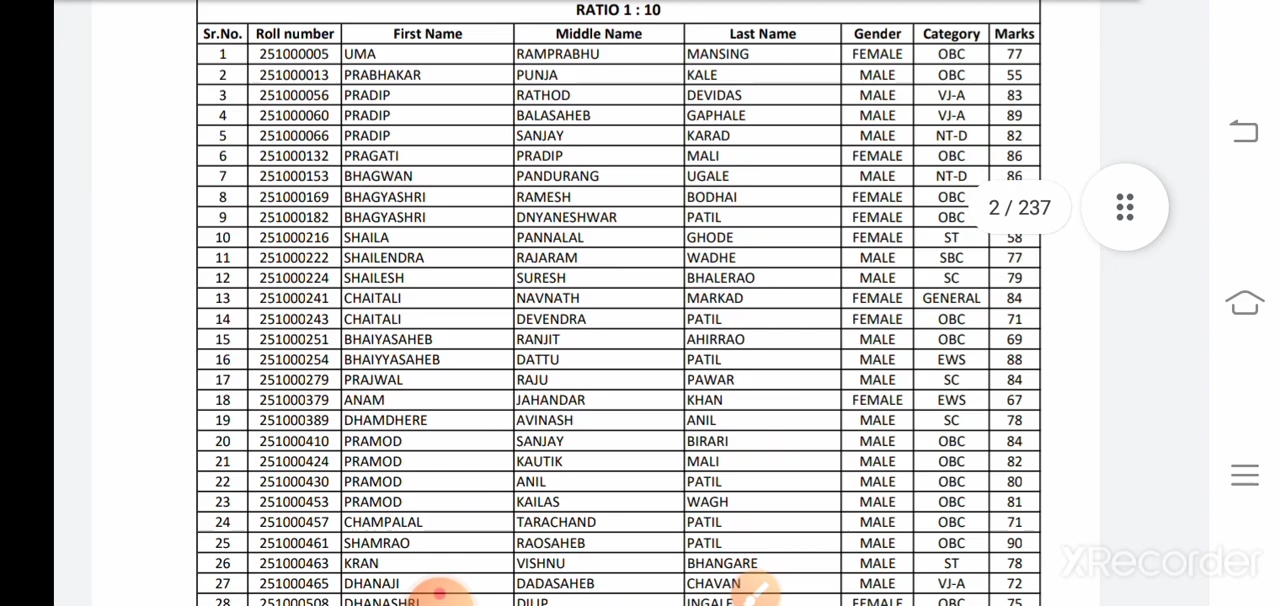 RATIO 1 : 10
Sr.No. Roll number First Name Middle Name Last Name Gender Category Marks
1 251000005 UMA RAMPRABHU MANSING FEMALE OBC 77
2 251000013 PRABHAKAR PUNJA KALE MALE OBC 55
3 251000056 PRADIP RATHOD DEVIDAS MALE VJ-A 83
4 251000060 PRADIP BALASAHEB GAPHALE MALE VJ-A 89
5 251000066 PRADIP SANJAY KARAD MALE NT-D 82
6 251000132 PRAGATI PRADIP MALI FEMALE OBC 86
7 251000153 BHAGWAN PANDURANG UGALE MALE NT-D 86
8 251000169 BHAGYASHRI RAMESH BODHAI FEMALE OBC
2 / 237
9 251000182 BHAGYASHRI DNYANESHWAR PATIL FEMALE OBC
10 251000216 SHAILA PANNALAL GHODE FEMALE ST 58
11 251000222 SHAILENDRA RAJARAM WADHE MALE SBC 77
12 251000224 SHAILESH SURESH BHALERAO MALE SC 79
13 251000241 CHAITALI NAVNATH MARKAD FEMALE GENERAL 84
14 251000243 CHAITALI DEVENDRA PATIL FEMALE OBC 71
15 251000251 BHAIYASAHEB RANJIT AHIRRAO MALE OBC 69
16 251000254 BHAIYYASAHEB DATTU PATIL MALE EWS 88
17 251000279 PRAJWAL RAJU PAWAR MALE SC 84
18 251000379 ANAM JAHANDAR KHAN FEMALE EWS 67
19 251000389 DHAMDHERE AVINASH ANIL MALE SC 78
20 251000410 PRAMOD SANJAY BIRARI MALE OBC 84
21 251000424 PRAMOD KAUTIK MALI MALE OBC 82
22 251000430 PRAMOD ANIL PATIL MALE OBC 80
23 251000453 PRAMOD KAILAS WAGH MALE OBC 81
24 251000457 CHAMPALAL TARACHAND PATIL MALE OBC 71
25 251000461 SHAMRAO RAOSAHEB PATIL MALE OBC 90
26 251000463 KRAN VISHNU BHANGARE MALE ST 78
XRecorder
27 251000465 DHANAJI DADASAHEB CHAVAN MALE VJ-A 72
28 251000508 DHANASHRI DILIP INGALE FEMALE OBC 75